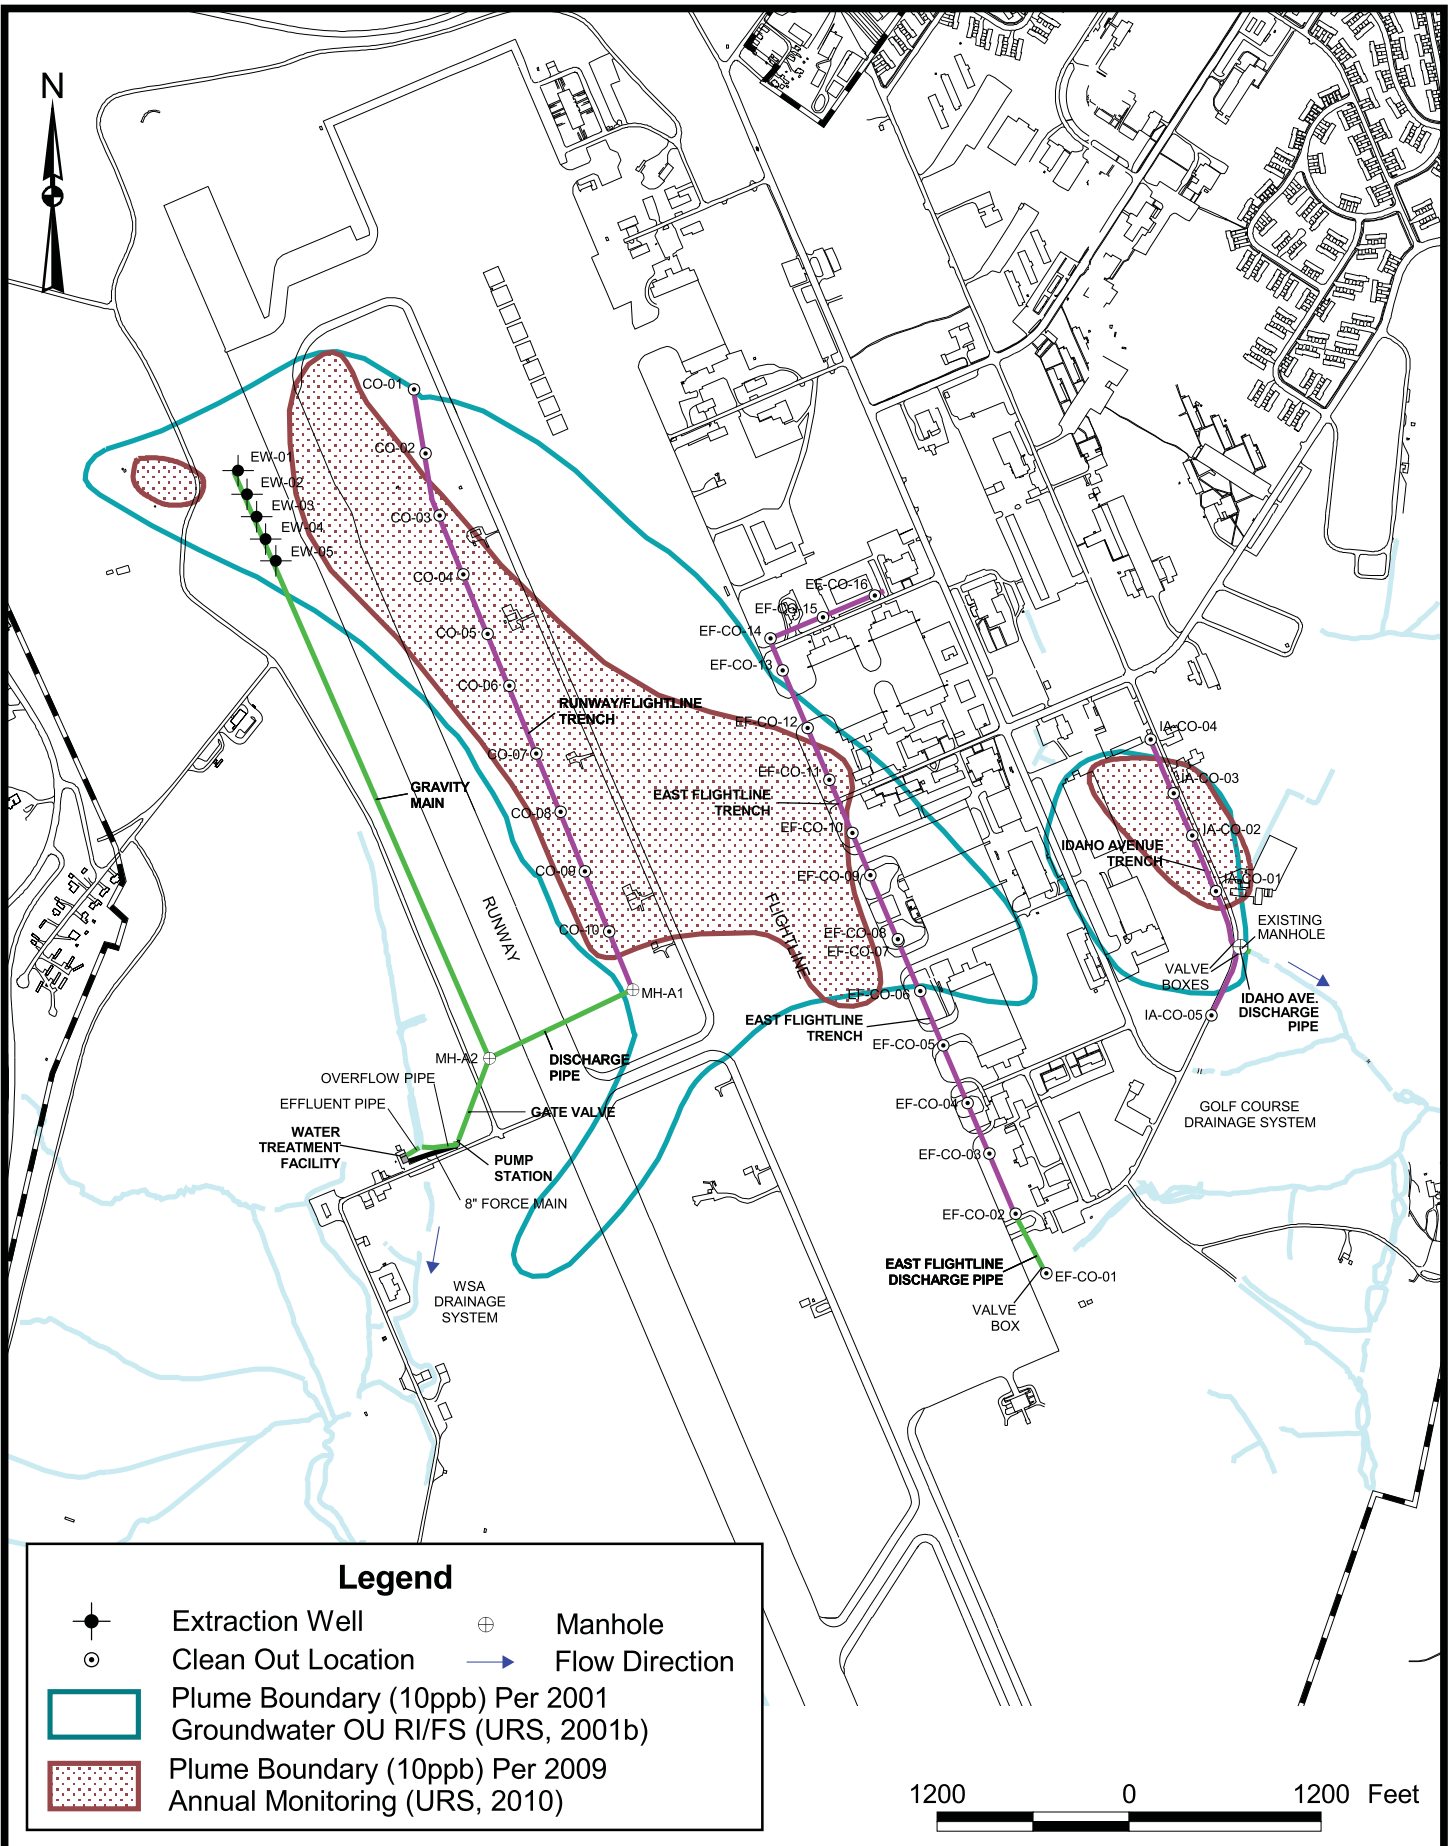 N
CO-01
CO-02
EW-01
EW-02
EW-03
EW-04
EW-05
CO-03
CO-04
CO-05
CO-06
RUNWAY/FLIGHTLINE
TRENCH
CO-07
CO-08
CO-09
CO-10
GRAVITY
MAIN
RUNWAY
FLIGHTLINE
EF-CO-16
EF-CO-15
EF-CO-14
EF-CO-13
EF-CO-12
EF-CO-11
EAST FLIGHTLINE
TRENCH
EF-CO-10
EF-CO-09
EF-CO-08
EF-CO-07
EF-CO-06
EAST FLIGHTLINE
TRENCH
EF-CO-05
EF-CO-04
EF-CO-03
EF-CO-02
EAST FLIGHTLINE
DISCHARGE PIPE
EF-CO-01
VALVE
BOX
IA-CO-04
IA-CO-03
IA-CO-02
IDAHO AVENUE
TRENCH
IA-CO-01
EXISTING
MANHOLE
VALVE
BOXES
IDAHO AVE.
DISCHARGE
PIPE
IA-CO-05
GOLF COURSE
DRAINAGE SYSTEM
MH-A1
MH-A2
DISCHARGE
PIPE
OVERFLOW PIPE
EFFLUENT PIPE
GATE VALVE
WATER
TREATMENT
FACILITY
PUMP
STATION
8" FORCE MAIN
WSA
DRAINAGE
SYSTEM
Legend
Extraction Well
Manhole
Clean Out Location
Flow Direction
Plume Boundary (10ppb) Per 2001
Groundwater OU RI/FS (URS, 2001b)
Plume Boundary (10ppb) Per 2009
Annual Monitoring (URS, 2010)
1200 0 1200 Feet